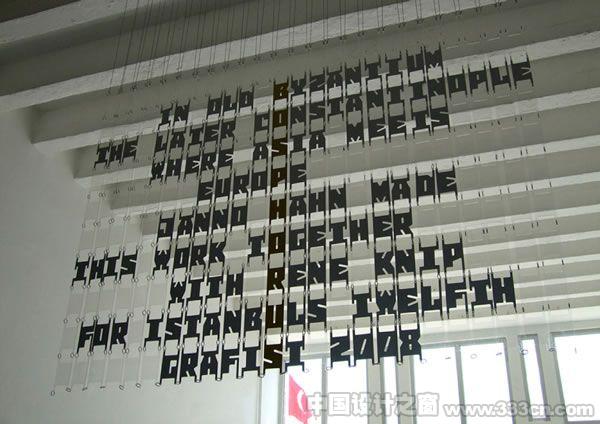 IN OLD BYZANTIUM
THE LATER CONSTANTINOPLE
WHERE ASIA MEETS
EUROPE
JANNO HAHN MADE
THIS WORK TOGETHER
WITH RENE KNIP
FOR ISTANBULS TWELFTH
GRAFIST 2008
中国设计之窗 www.333cn.com